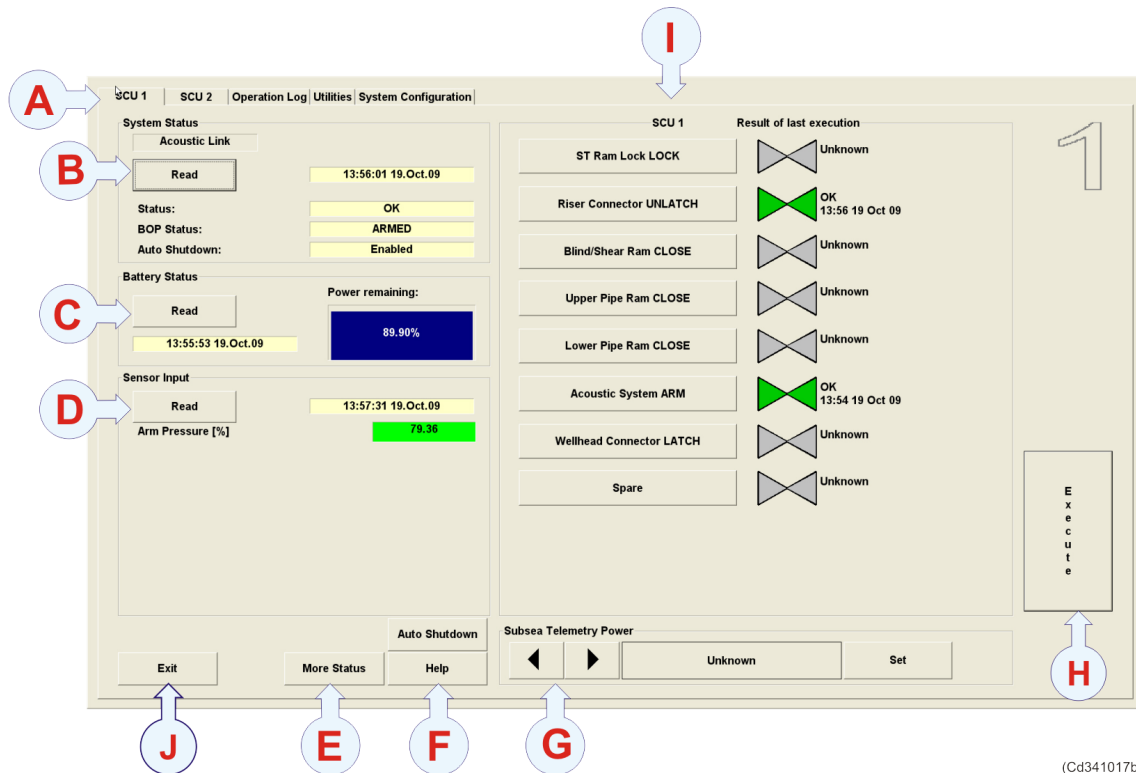 I
A
SCU 1 SCU 2 Operation Log Utilities System Configuration
System Status
Acoustic Link
B
Read 13:56:01 19.Oct.09
Status: OK
BOP Status: ARMED
Auto Shutdown: Enabled
Battery Status
C
Read
Power remaining:
89.90%
13:55:53 19.Oct.09
Sensor Input
D
Read 13:57:31 19.Oct.09
Arm Pressure [%] 79.36
SCU 1 Result of last execution
ST Ram Lock LOCK Unknown
Riser Connector UNLATCH OK
13:56 19 Oct 09
Blind/Shear Ram CLOSE Unknown
Upper Pipe Ram CLOSE Unknown
Lower Pipe Ram CLOSE Unknown
Acoustic System ARM OK
13:54 19 Oct 09
Wellhead Connector LATCH Unknown
Spare Unknown
1
Execute
H
Auto Shutdown
Exit More Status Help
Subsea Telemetry Power
Unknown Set
J E F G
(Cd341017b